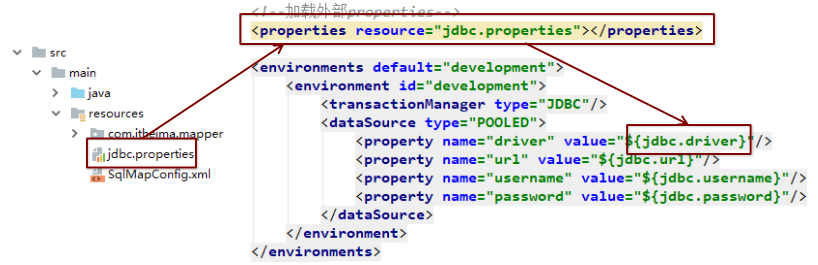 src
main
java
resources
com.itheima.mapper
jdbc.properties
SqlMapConfig.xml
<!--加载外部properties-->
<properties resource="jdbc.properties"></properties>
<environments default="development">
<environment id="development">
<transactionManager type="JDBC"/>
<dataSource type="POOLED">
<property name="driver" value="${jdbc.driver}"/>
<property name="url" value="${jdbc.url}"/>
<property name="username" value="${jdbc.username}"/>
<property name="password" value="${jdbc.password}"/>
</dataSource>
</environment>
</environments>